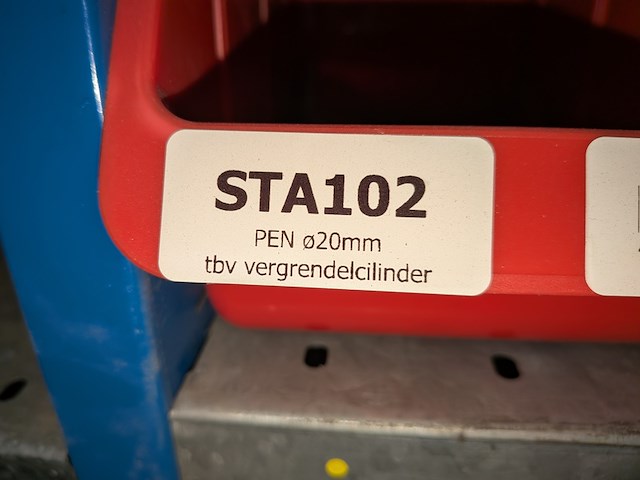 STA102
PEN ø20mm
tbv vergrendelcilinder